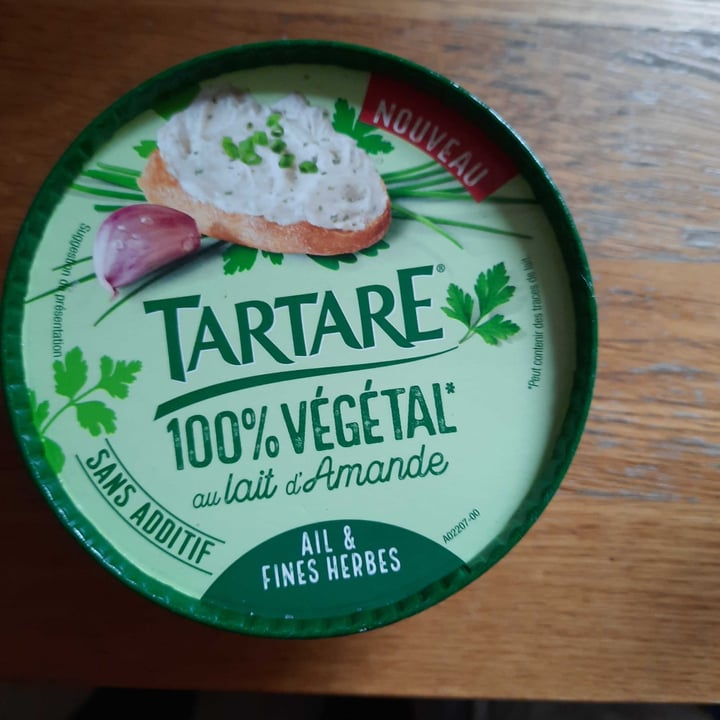 NOUVEAU
Suggestion de présentation
TARTARE®
*Peut contenir des traces de lait.
100% VÉGÉTAL*
au lait d'Amande
SANS ADDITIF
AIL &
FINES HERBES
A02207-00